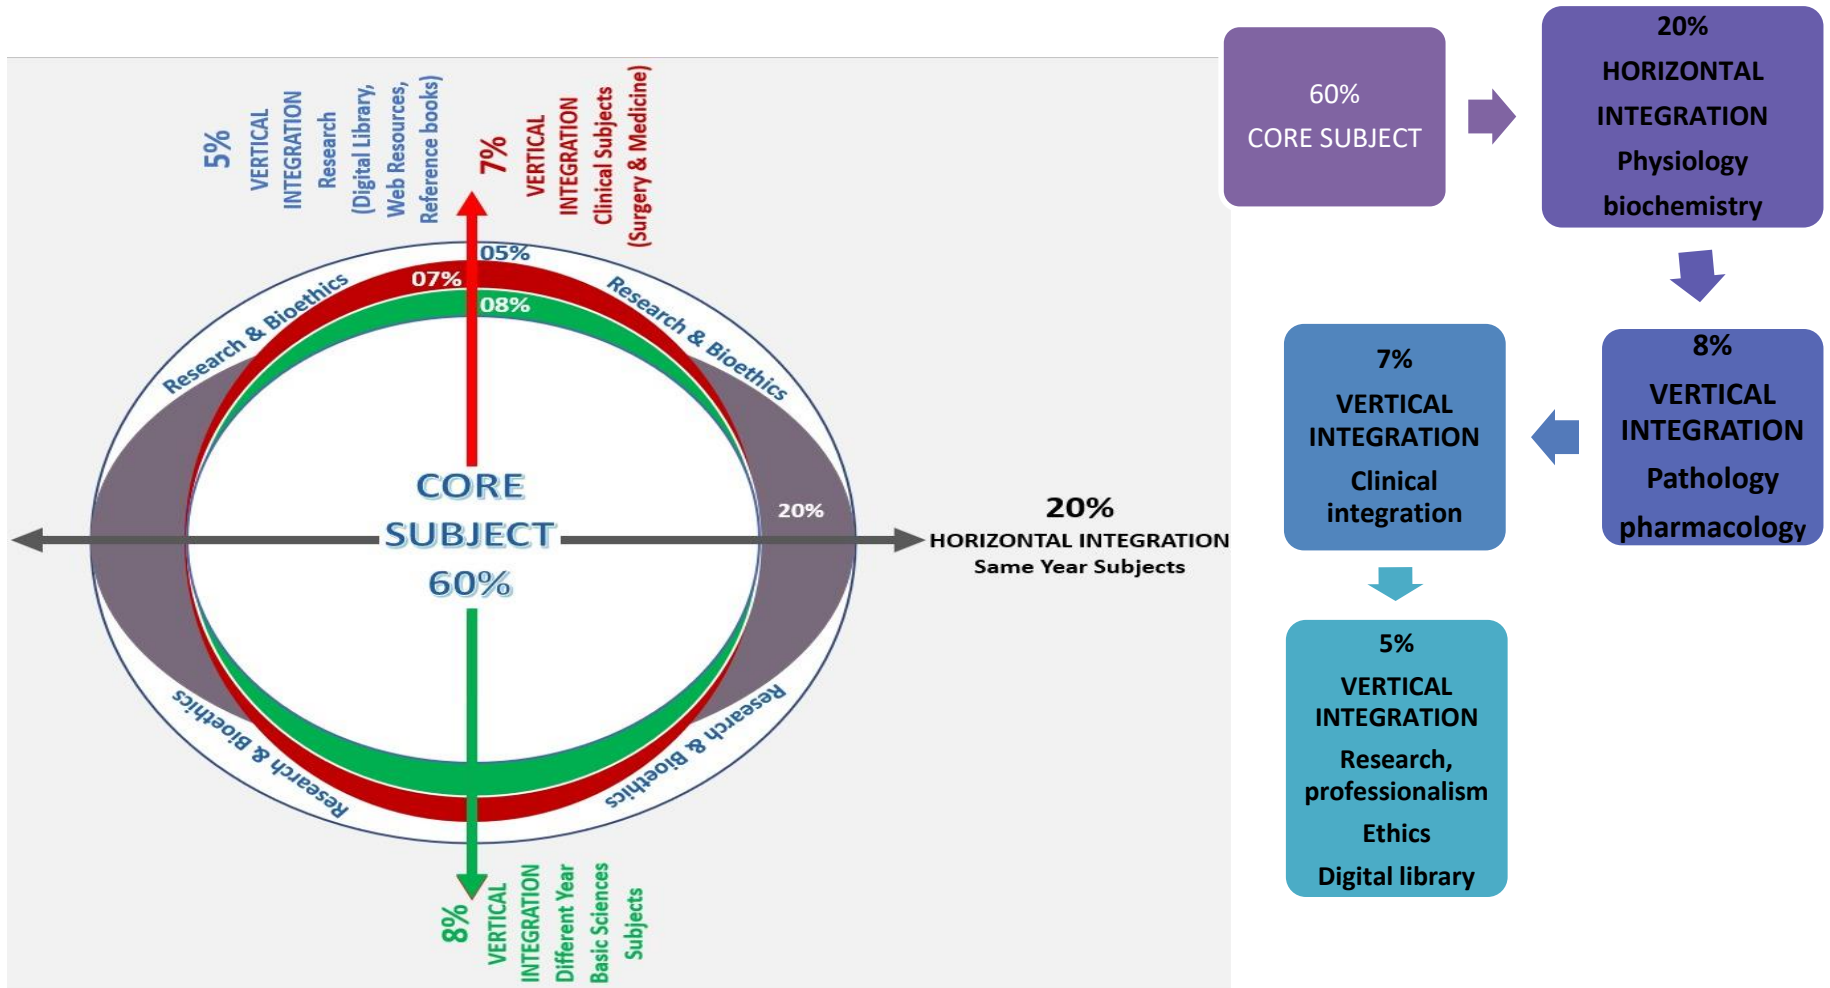 5%
VERTICAL
INTEGRATION
Research
(Digital Library,
Web Resources,
Reference books)
7%
VERTICAL
INTEGRATION
Clinical Subjects
(Surgery & Medicine)
05%
07%
08%
Research & Bioethics
Research & Bioethics
CORE
SUBJECT
60%
20%
20%
HORIZONTAL INTEGRATION
Same Year Subjects
Research & Bioethics
Research & Bioethics
8%
VERTICAL
INTEGRATION
Different Year
Basic Sciences
Subjects
60%
CORE SUBJECT
20%
HORIZONTAL
INTEGRATION
Physiology
biochemistry
8%
VERTICAL
INTEGRATION
Pathology
pharmacology
7%
VERTICAL
INTEGRATION
Clinical
integration
5%
VERTICAL
INTEGRATION
Research,
professionalism
Ethics
Digital library